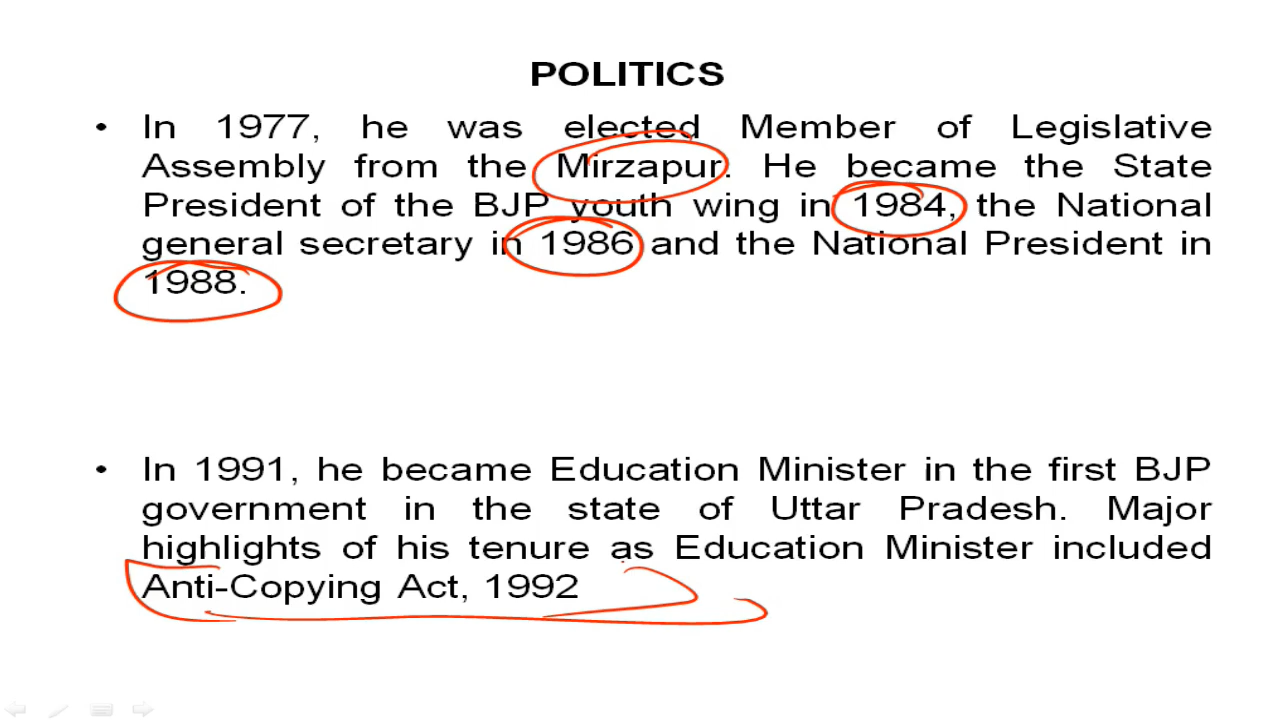 POLITICS
• In 1977, he was elected Member of Legislative
Assembly from the Mirzapur. He became the State
President of the BJP youth wing in 1984, the National
general secretary in 1986 and the National President in
1988.
• In 1991, he became Education Minister in the first BJP
government in the state of Uttar Pradesh. Major
highlights of his tenure as Education Minister included
Anti-Copying Act, 1992